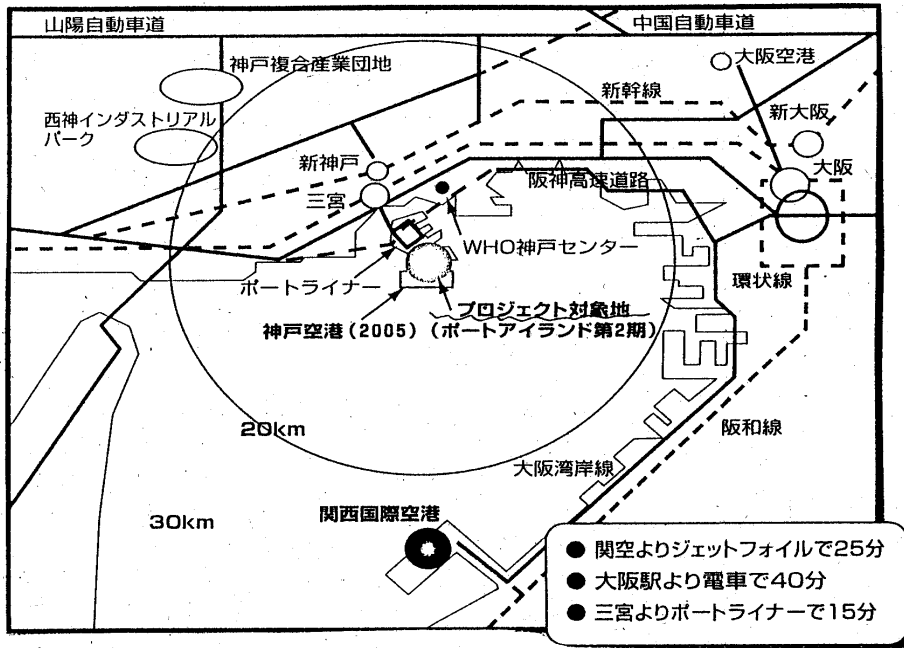 山陽自動車道
中国自動車道
神戸複合産業団地
大阪空港
新幹線
西神インダストリアル
パーク
新大阪
新神戸
大阪
阪神高速道路
三宮
WHO神戸センター
環状線
ポートライナー
プロジェクト対象地
神戸空港(2005)(ポートアイランド第2期)
20km
阪和線
大阪湾岸線
30km
関西国際空港
● 関空よりジェットフォイルで25分
● 大阪駅より電車で40分
● 三宮よりポートライナーで15分